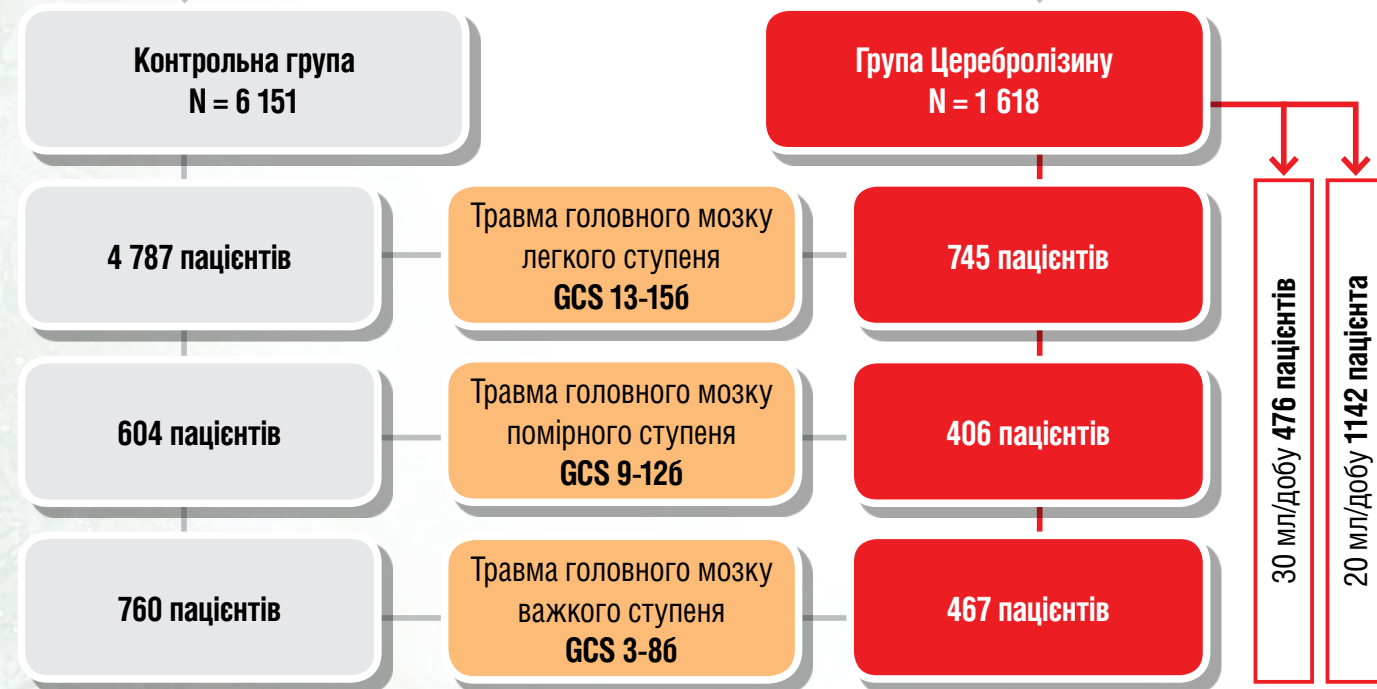 Контрольна група
N = 6 151
Група Церебролізину
N = 1 618
4 787 пацієнтів
Травма головного мозку
легкого ступеня
GCS 13-15б
745 пацієнтів
604 пацієнтів
Травма головного мозку
помірного ступеня
GCS 9-12б
406 пацієнтів
760 пацієнтів
Травма головного мозку
важкого ступеня
GCS 3-8б
467 пацієнтів
30 мл/добу 476 пацієнтів
20 мл/добу 1142 пацієнта